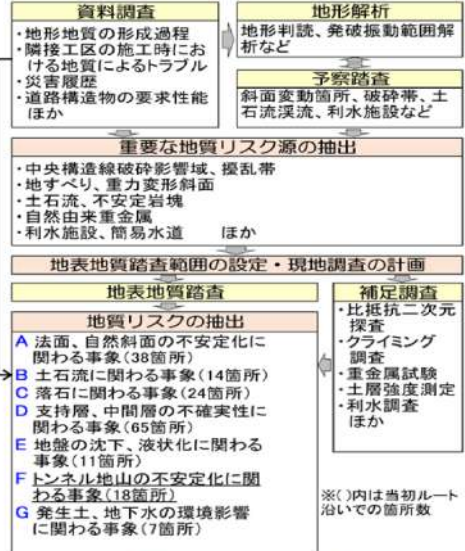 資料調査
・地形地質の形成過程
・隣接工区の施工時にお
ける地質によるトラブル
・災害履歴
・道路構造物の要求性能
ほか
地形解析
地形判読、発破振動範囲解
析など
予察踏査
斜面変動箇所、破砕帯、土
石流渓流、利水施設など
重要な地質リスク源の抽出
・中央構造線破砕影響域、擾乱帯
・地すべり、重力変形斜面
・土石流、不安定岩塊
・自然由来重金属
・利水施設、簡易水道 ほか
地表地質踏査範囲の設定・現地調査の計画
地表地質踏査
地質リスクの抽出
A 法面、自然斜面の不安定化に
関わる事象(38箇所)
B 土石流に関わる事象(14箇所)
C 落石に関わる事象(24箇所)
D 支持層、中間層の不確実性に
関わる事象(65箇所)
E 地盤の沈下、液状化に関わる
事象(11箇所)
F トンネル地山の不安定化に関
わる事象(18箇所)
G 発生土、地下水の環境影響
に関わる事象(7箇所)
補足調査
・比抵抗二次元
探査
・クライミング
調査
・重金属試験
・土層強度測定
・利水調査
ほか
※( )内は当初ルート
沿いでの箇所数